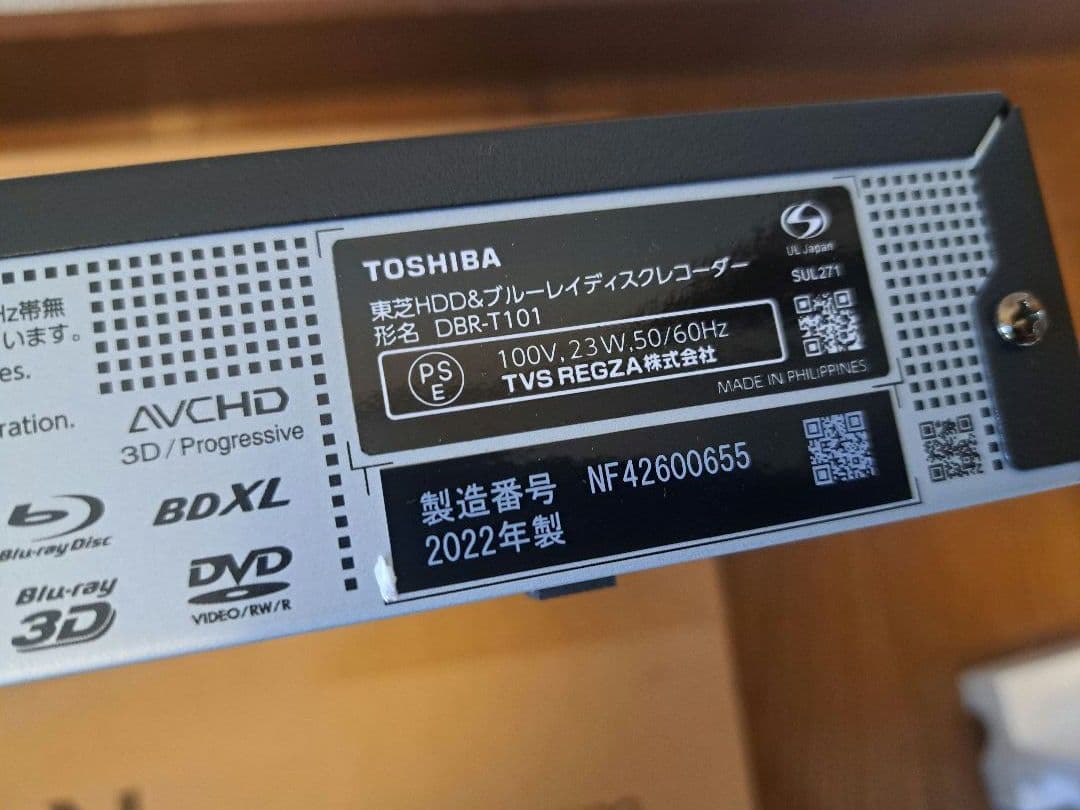 Hz帯無
います。
es.
ration.
AVCHD
3D/Progressive
Blu-ray Disc
BDXL
Blu-ray
3D
DVD
VIDEO/RW/R
TOSHIBA
東芝HDD&ブルーレイディスクレコーダー
形名 DBR-T101
PS
E
100V, 23W, 50/60Hz
TVS REGZA株式会社
UL Japan
SUL271
MADE IN PHILIPPINES
製造番号 NF42600655
2022年製